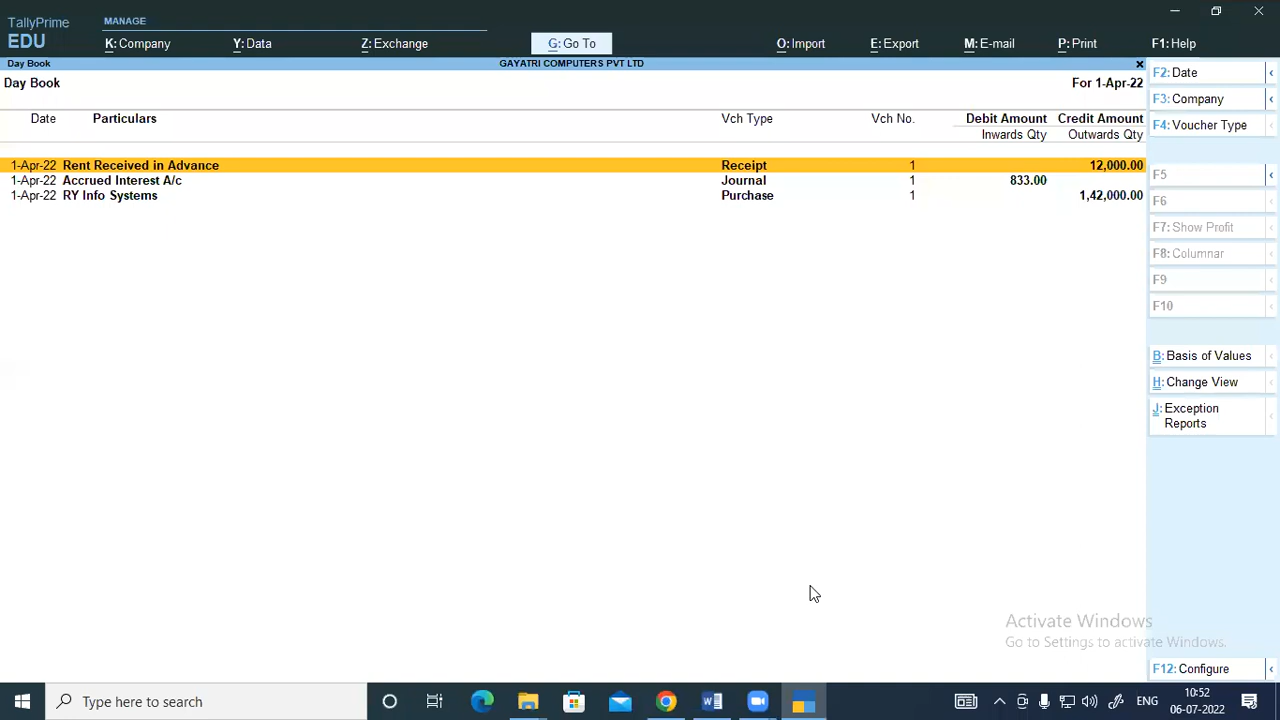 TallyPrime
EDU
MANAGE
K: Company
Y: Data
Z: Exchange
G: Go To
O: Import
E: Export
M: E-mail
P: Print
F1: Help
Day Book
GAYATRI COMPUTERS PVT LTD
Day Book For 1-Apr-22
Date Particulars Vch Type Vch No. Debit Amount Credit Amount
Inwards Qty Outwards Qty
1-Apr-22 Rent Received in Advance Receipt 1 12,000.00
1-Apr-22 Accrued Interest A/c Journal 1 833.00
1-Apr-22 RY Info Systems Purchase 1 1,42,000.00
F2: Date
F3: Company
F4: Voucher Type
F5
F6
F7: Show Profit
F8: Columnar
F9
F10
B: Basis of Values
H: Change View
J: Exception
Reports
Activate Windows
Go to Settings to activate Windows.
F12: Configure
Type here to search
ENG
10:52
06-07-2022